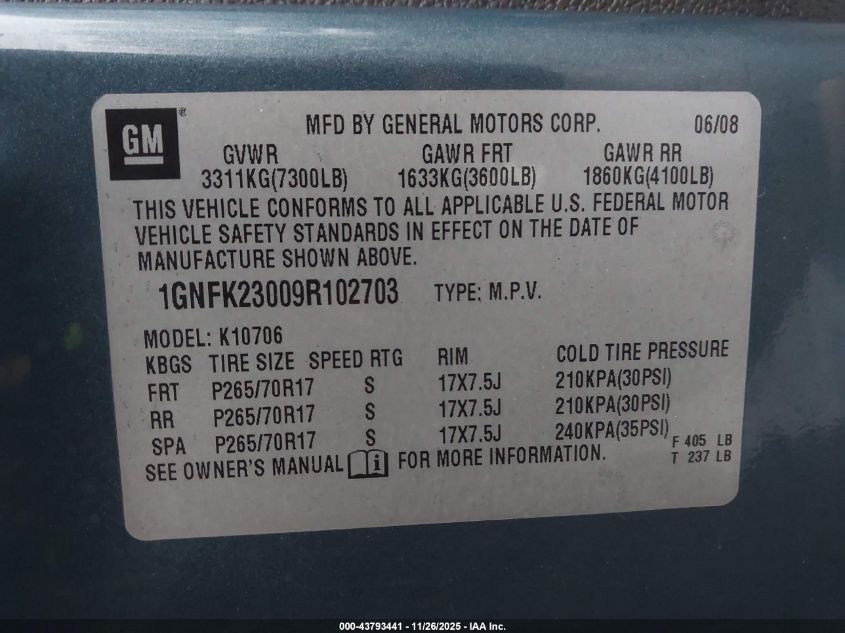 GM ®
MFD BY GENERAL MOTORS CORP. 06/08
GVWR GAWR FRT GAWR RR
3311KG(7300LB) 1633KG(3600LB) 1860KG(4100LB)
THIS VEHICLE CONFORMS TO ALL APPLICABLE U.S. FEDERAL MOTOR
VEHICLE SAFETY STANDARDS IN EFFECT ON THE DATE OF
MANUFACTURE SHOWN ABOVE.
1GNFK23009R102703 TYPE: M.P.V.
MODEL: K10706
KBGS TIRE SIZE SPEED RTG RIM COLD TIRE PRESSURE
FRT P265/70R17 S 17X7.5J 210KPA(30PSI)
RR P265/70R17 S 17X7.5J 210KPA(30PSI)
SPA P265/70R17 S 17X7.5J 240KPA(35PSI) F 405 LB
SEE OWNER'S MANUAL i FOR MORE INFORMATION. T 237 LB
000-43793441 - 11/26/2025 - IAA Inc.